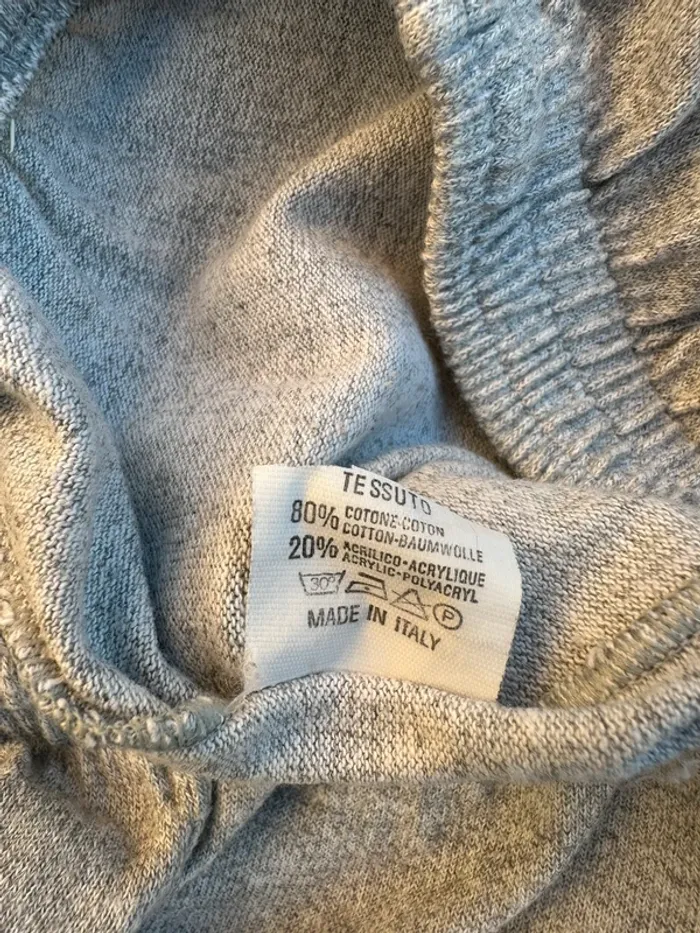 TESSUTO
80% COTONE-COTON
COTTON-BAUMWOLLE
20% ACRILICO-ACRYLIQUE
ACRYLIC-POLYACRYL
30° P
MADE IN ITALY